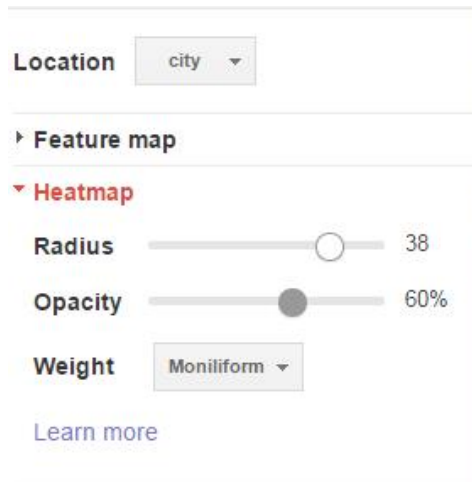 Location city
Feature map
Heatmap
Radius 38
Opacity 60%
Weight Moniliform
Learn more